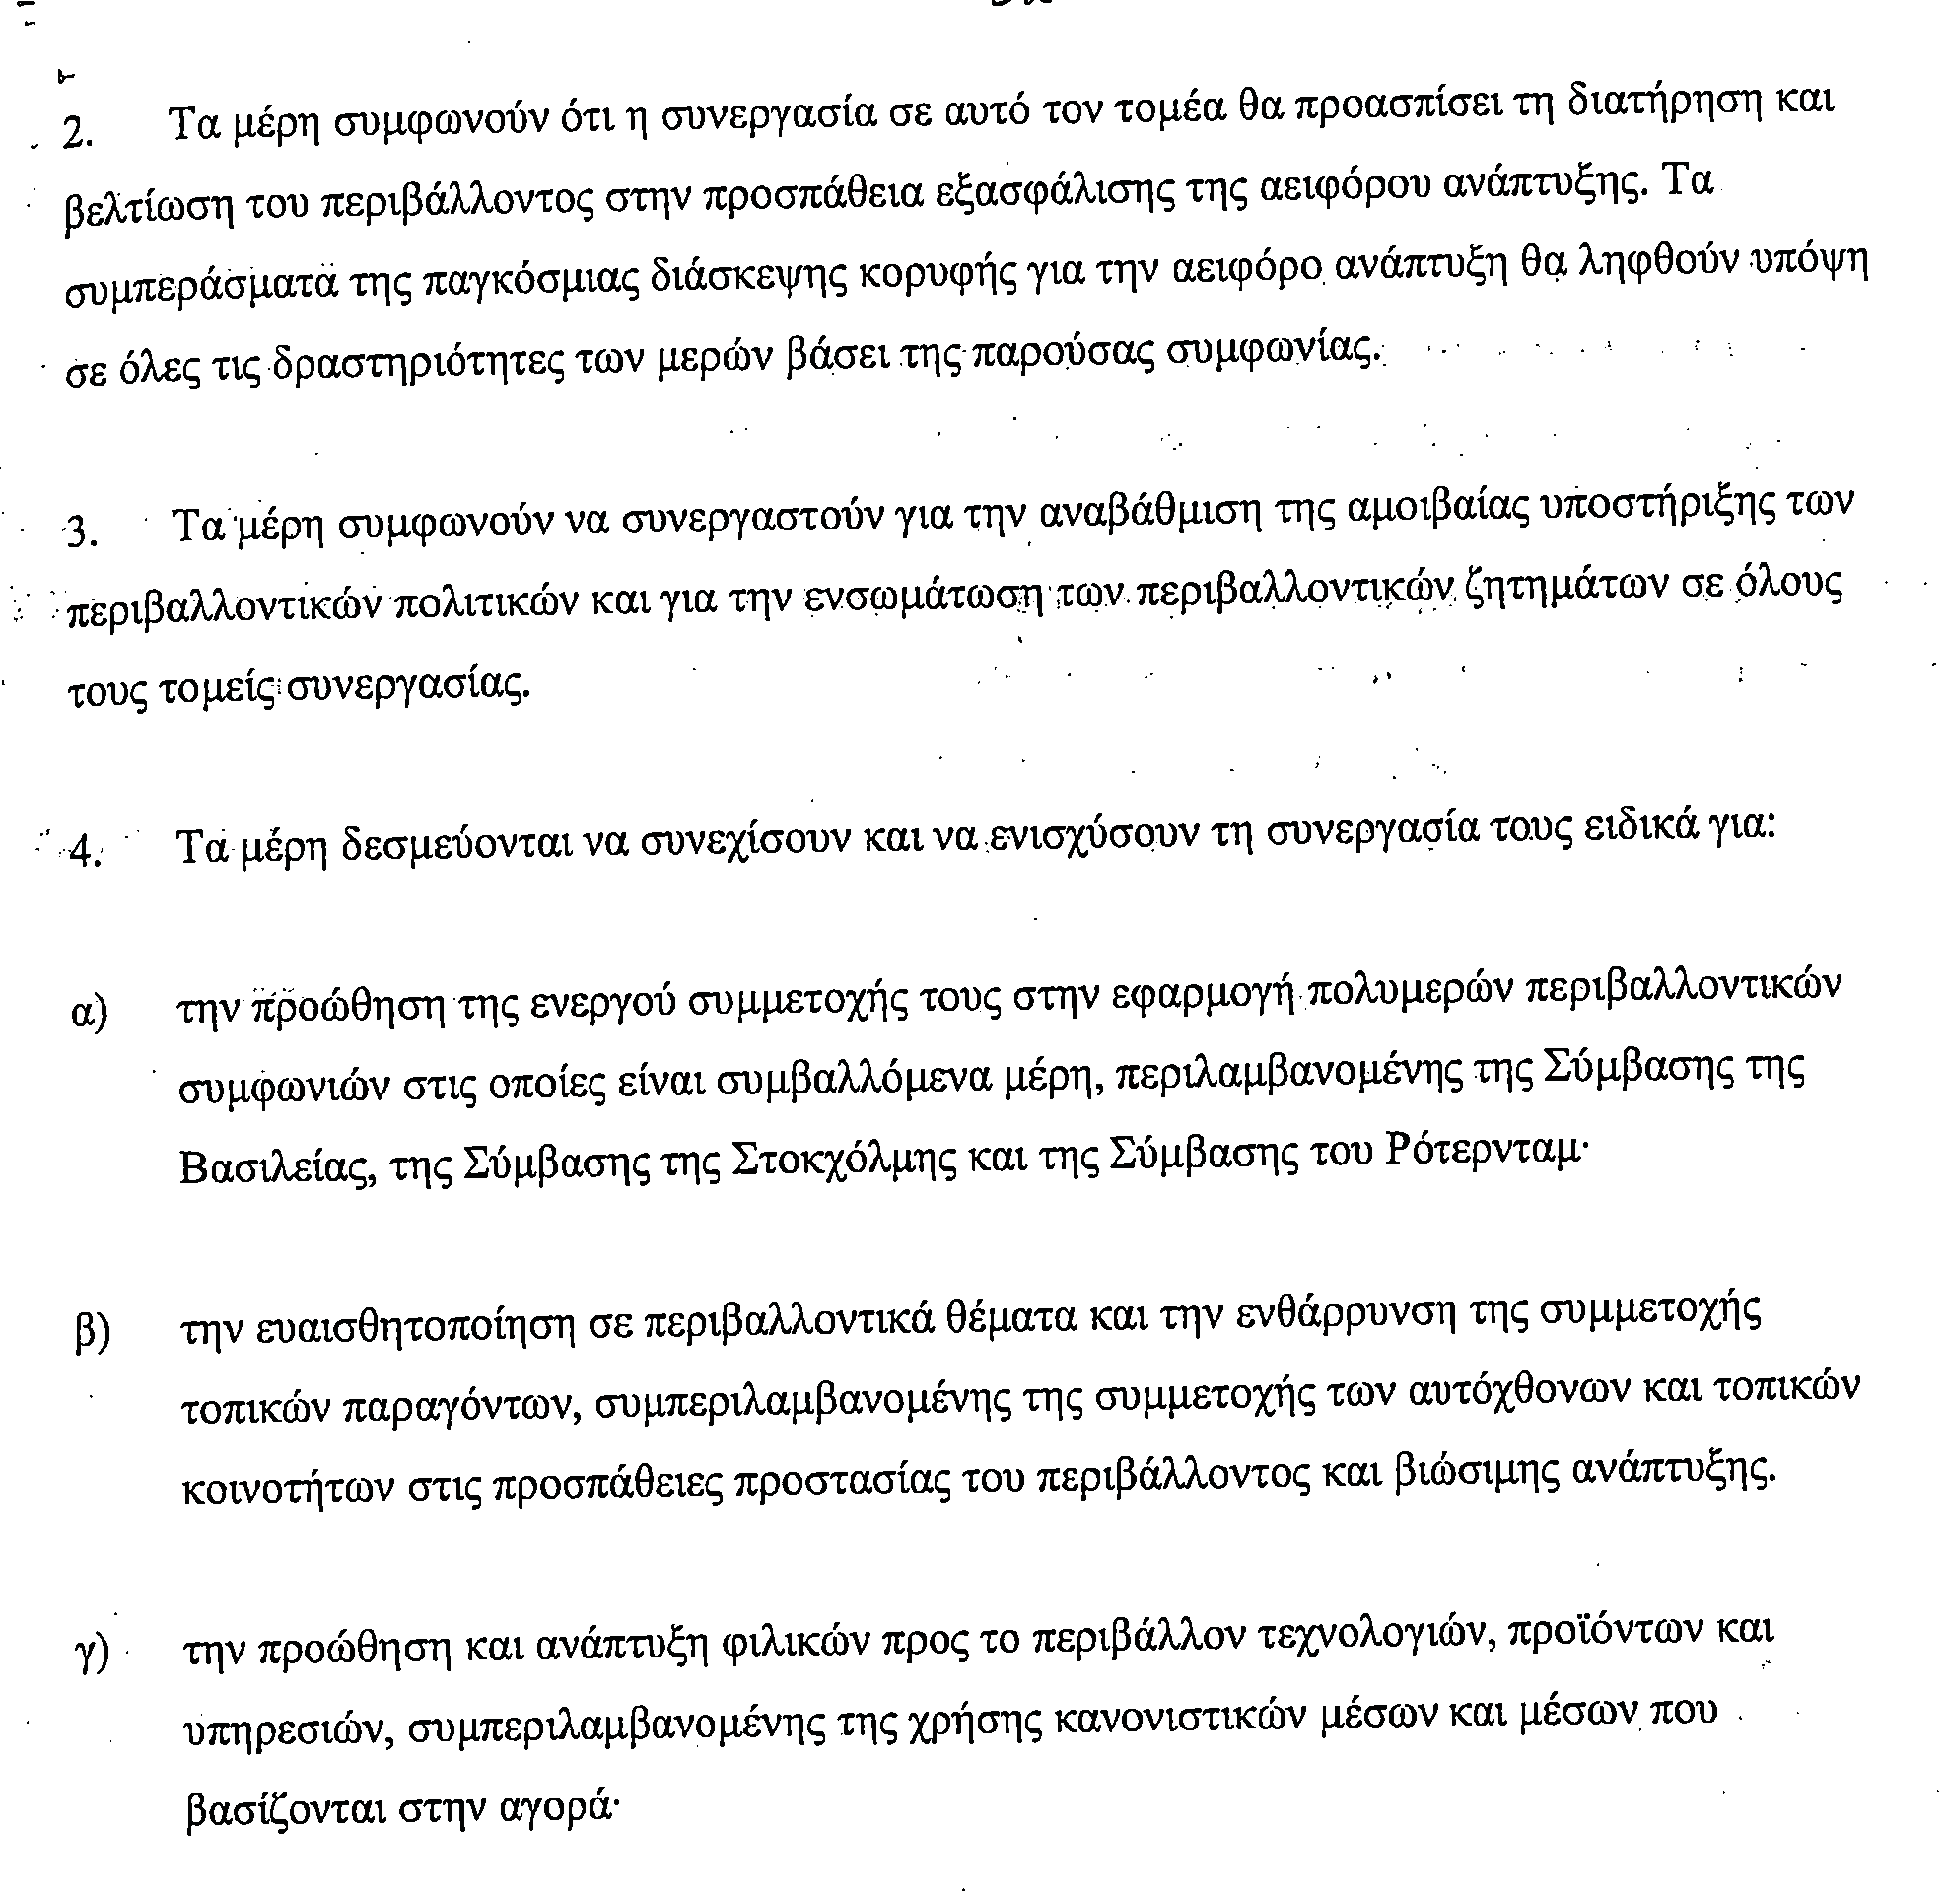 2. Τα μέρη συμφωνούν ότι η συνεργασία σε αυτό τον τομέα θα προασπίσει τη διατήρηση και
βελτίωση του περιβάλλοντος στην προσπάθεια εξασφάλισης της αειφόρου ανάπτυξης. Τα
συμπεράσματα της παγκόσμιας διάσκεψης κορυφής για την αειφόρο ανάπτυξη θα ληφθούν υπόψη
σε όλες τις δραστηριότητες των μερών βάσει της παρούσας συμφωνίας.
3. Τα μέρη συμφωνούν να συνεργαστούν για την αναβάθμιση της αμοιβαίας υποστήριξης των
περιβαλλοντικών πολιτικών και για την ενσωμάτωση των περιβαλλοντικών ζητημάτων σε όλους
τους τομείς συνεργασίας.
4. Τα μέρη δεσμεύονται να συνεχίσουν και να ενισχύσουν τη συνεργασία τους ειδικά για:
α) την προώθηση της ενεργού συμμετοχής τους στην εφαρμογή πολυμερών περιβαλλοντικών
συμφωνιών στις οποίες είναι συμβαλλόμενα μέρη, περιλαμβανομένης της Σύμβασης της
Βασιλείας, της Σύμβασης της Στοκχόλμης και της Σύμβασης του Ρότερνταμ·
β) την ευαισθητοποίηση σε περιβαλλοντικά θέματα και την ενθάρρυνση της συμμετοχής
τοπικών παραγόντων, συμπεριλαμβανομένης της συμμετοχής των αυτόχθονων και τοπικών
κοινοτήτων στις προσπάθειες προστασίας του περιβάλλοντος και βιώσιμης ανάπτυξης.
γ) την προώθηση και ανάπτυξη φιλικών προς το περιβάλλον τεχνολογιών, προϊόντων και
υπηρεσιών, συμπεριλαμβανομένης της χρήσης κανονιστικών μέσων και μέσων που
βασίζονται στην αγορά·